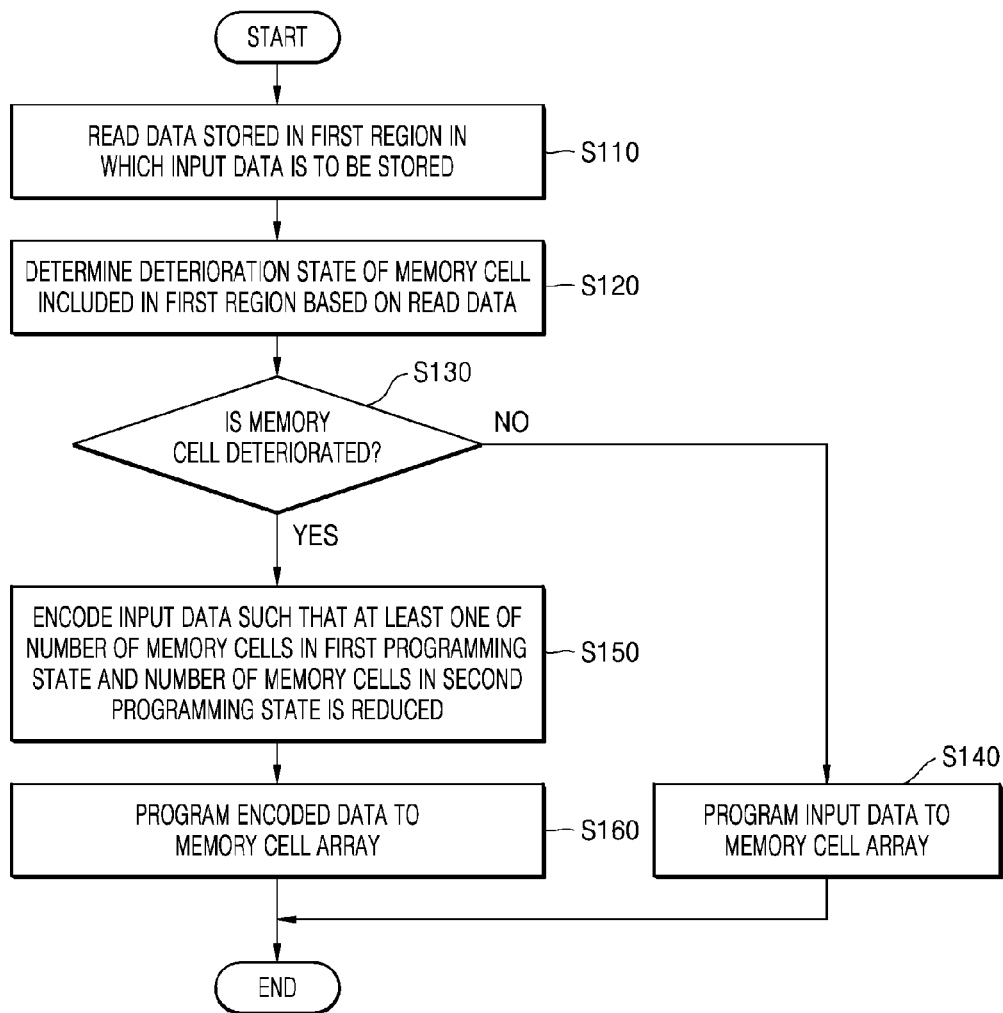 START
READ DATA STORED IN FIRST REGION IN
WHICH INPUT DATA IS TO BE STORED
S110
DETERMINE DETERIORATION STATE OF MEMORY CELL
INCLUDED IN FIRST REGION BASED ON READ DATA
S120
S130
IS MEMORY
CELL DETERIORATED?
NO
YES
ENCODE INPUT DATA SUCH THAT AT LEAST ONE OF
NUMBER OF MEMORY CELLS IN FIRST PROGRAMMING
STATE AND NUMBER OF MEMORY CELLS IN SECOND
PROGRAMMING STATE IS REDUCED
S150
PROGRAM ENCODED DATA TO
MEMORY CELL ARRAY
S160
S140
PROGRAM INPUT DATA TO
MEMORY CELL ARRAY
END